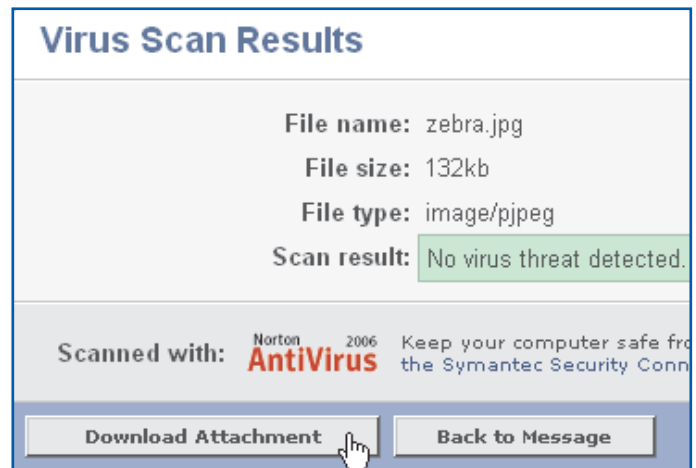 Virus Scan Results
File name: zebra.jpg
File size: 132kb
File type: image/pjpeg
Scan result: No virus threat detected.
Scanned with: Norton AntiVirus 2006 Keep your computer safe
the Symantec Security
Download Attachment Back to Message